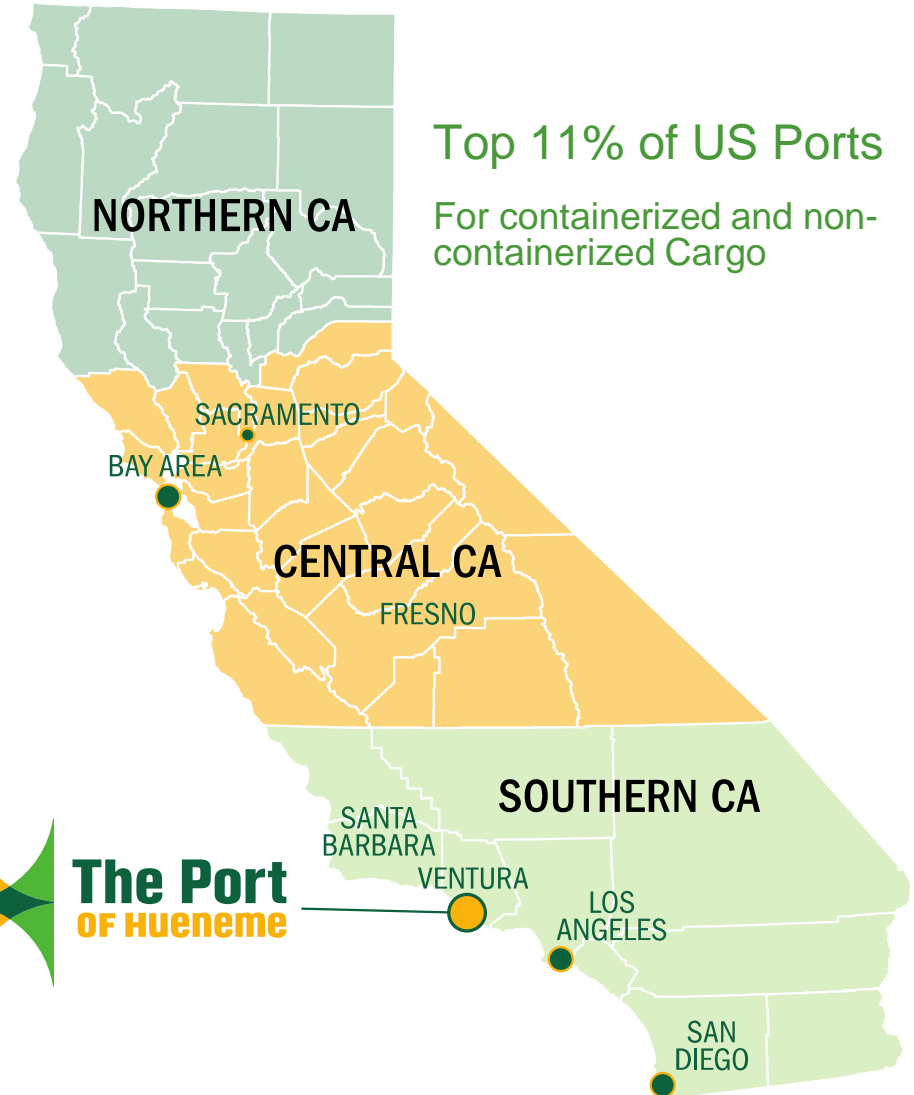 Top 11% of US Ports
For containerized and non-
containerized Cargo
NORTHERN CA
SACRAMENTO
BAY AREA
CENTRAL CA
FRESNO
SOUTHERN CA
SANTA
BARBARA
VENTURA
The Port
OF HUENEME
LOS
ANGELES
SAN
DIEGO